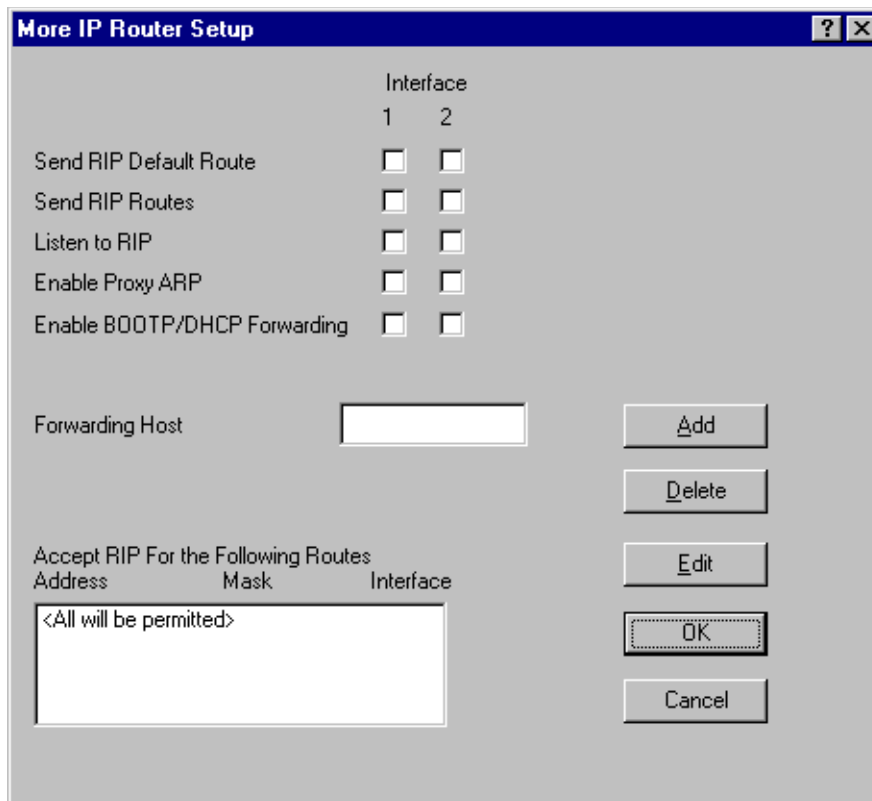 More IP Router Setup
Interface
1 2
Send RIP Default Route
Send RIP Routes
Listen to RIP
Enable Proxy ARP
Enable BOOTP/DHCP Forwarding
Forwarding Host
Add
Delete
Accept RIP For the Following Routes
Address Mask Interface
Edit
<All will be permitted>
OK
Cancel